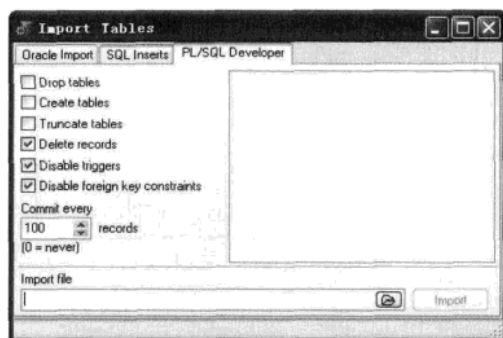 Import Tables
Oracle Import SQL Inserts PL/SQL Developer
Drop tables
Create tables
Truncate tables
Delete records
Disable triggers
Disable foreign key constraints
Commit every
100 records
(0 = never)
Import file
Import